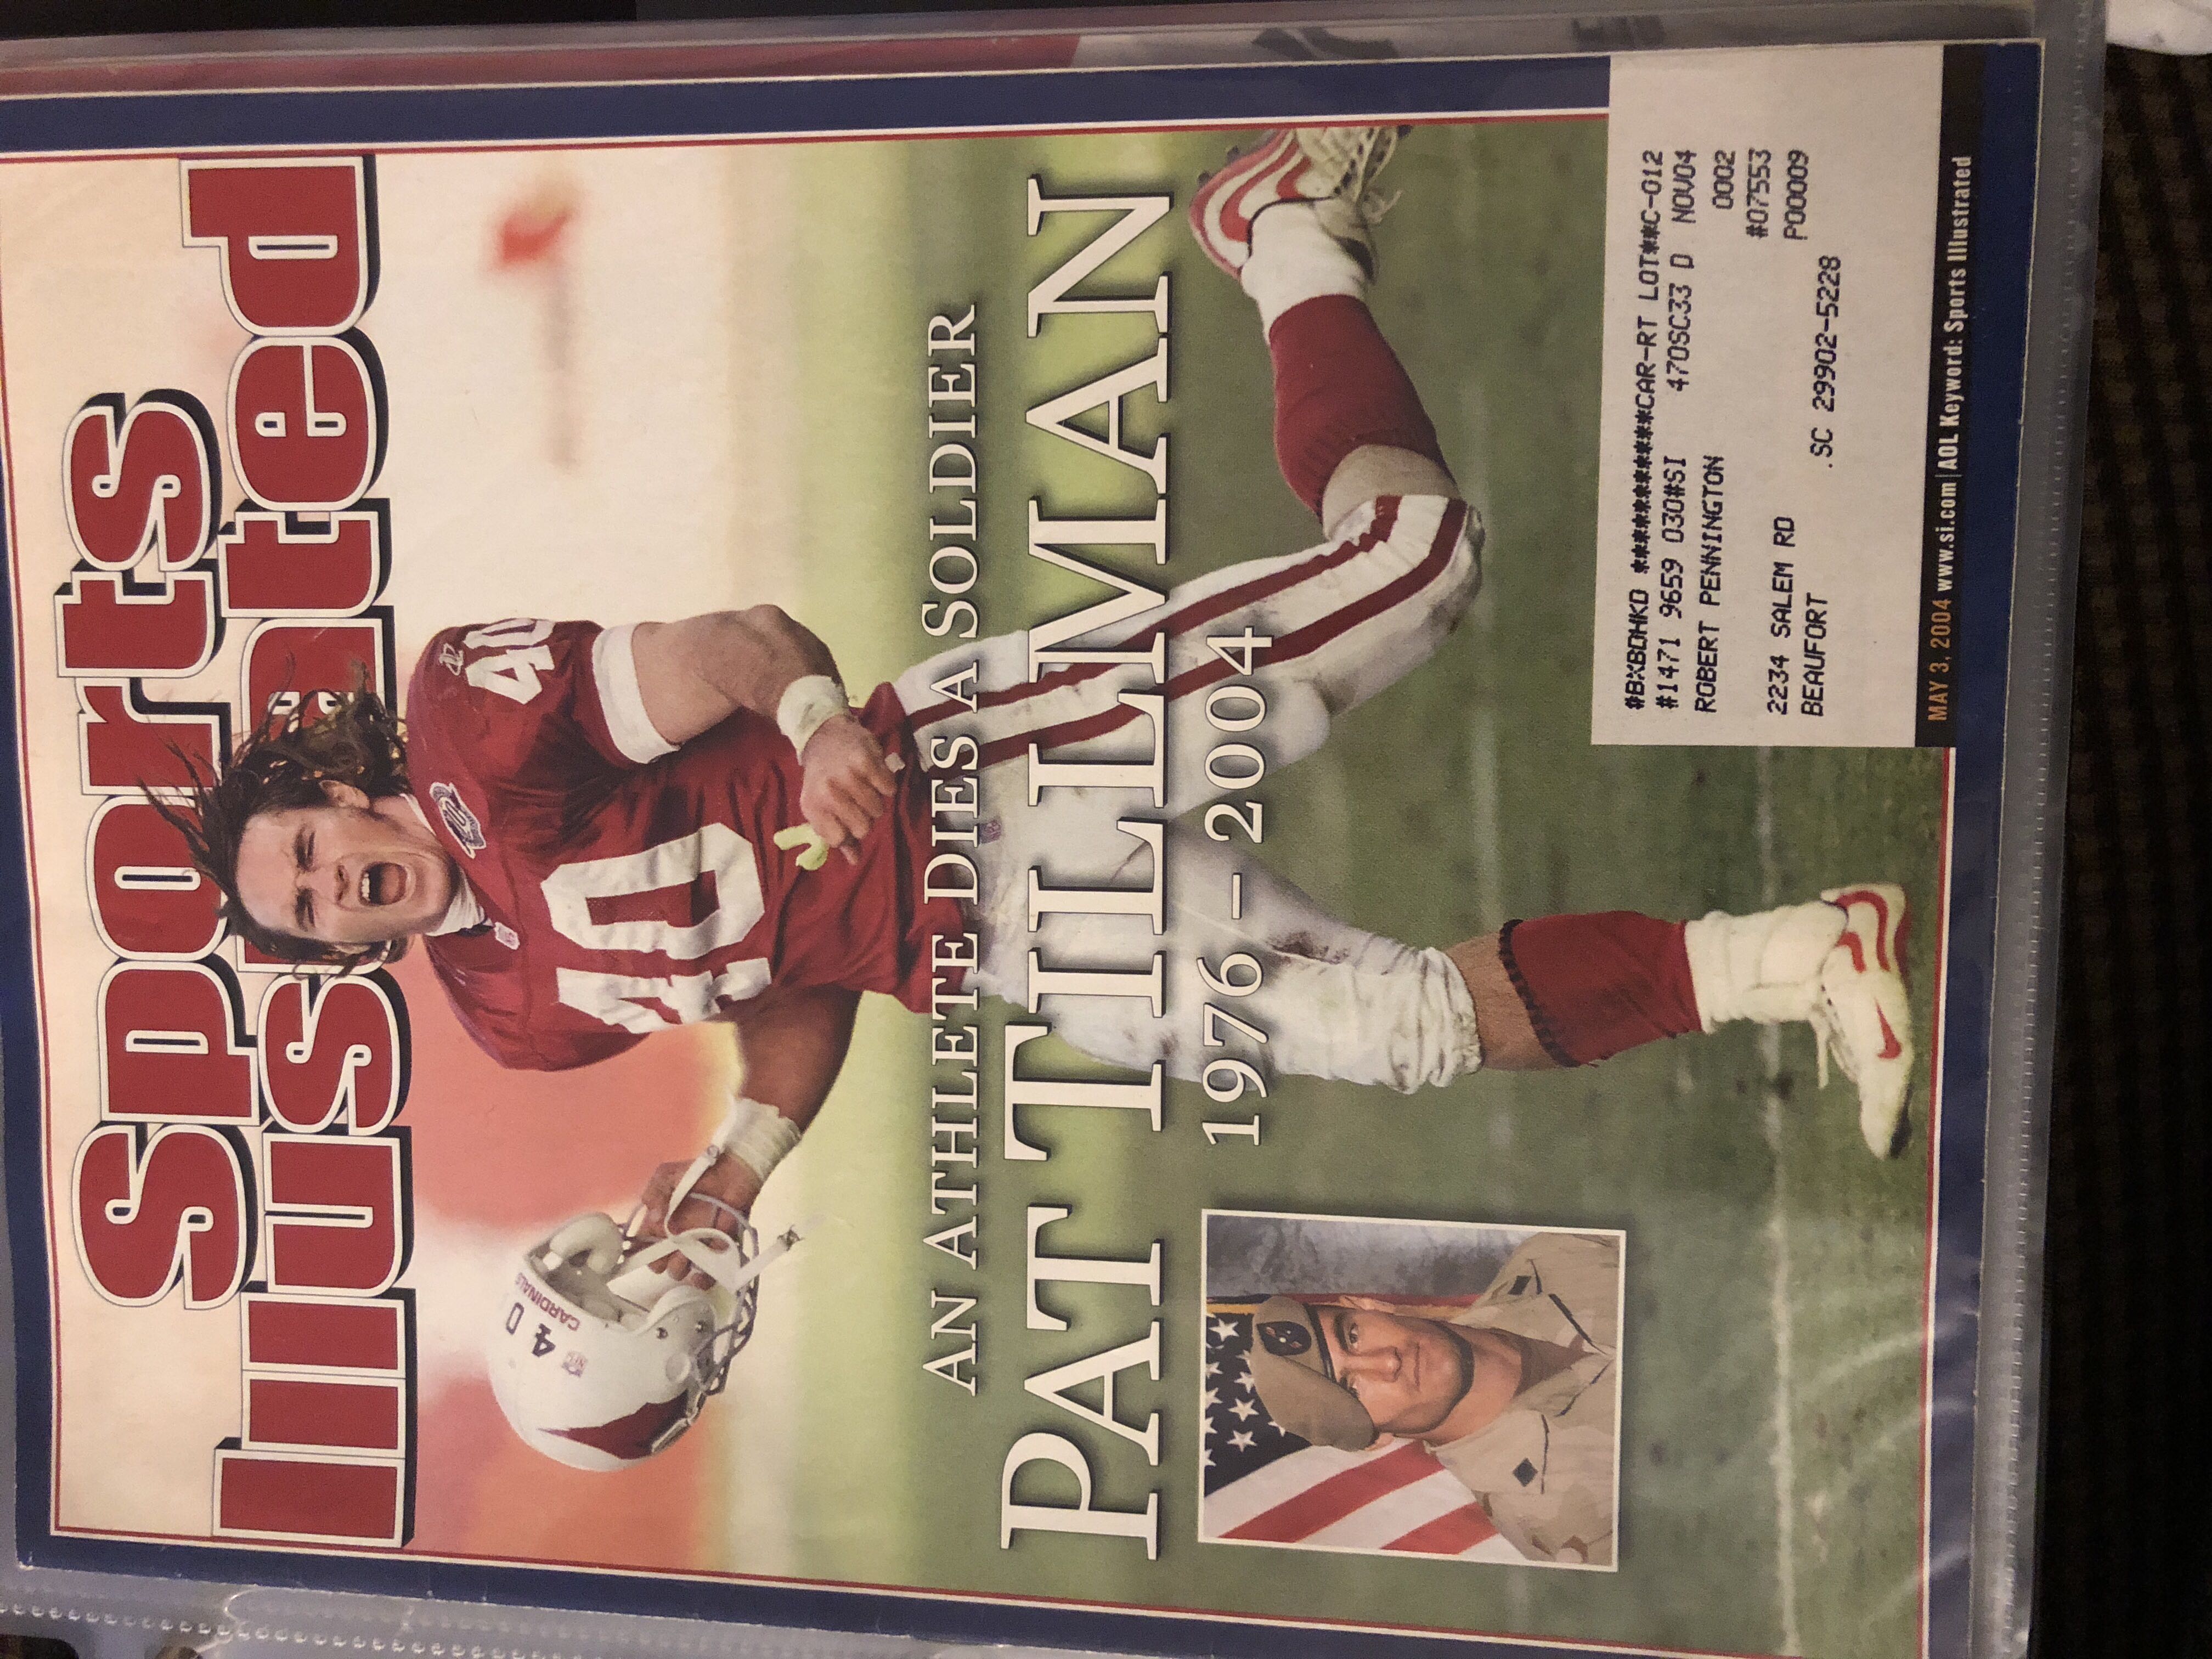 Sports
Illustrated
40
40
40
CARDINALS
AN ATHLETE DIES A SOLDIER
PAT TILLMAN
1976–2004
#BXBDHKD ************CAR-RT LOT**C-012
#1471 9659 030#SI 470SC33 D NOV04
ROBERT PENNINGTON 0002
#07553
2234 SALEM RD P00009
BEAUFORT .SC 29902-5228
MAY 3, 2004 www.si.com | AOL Keyword: Sports Illustrated